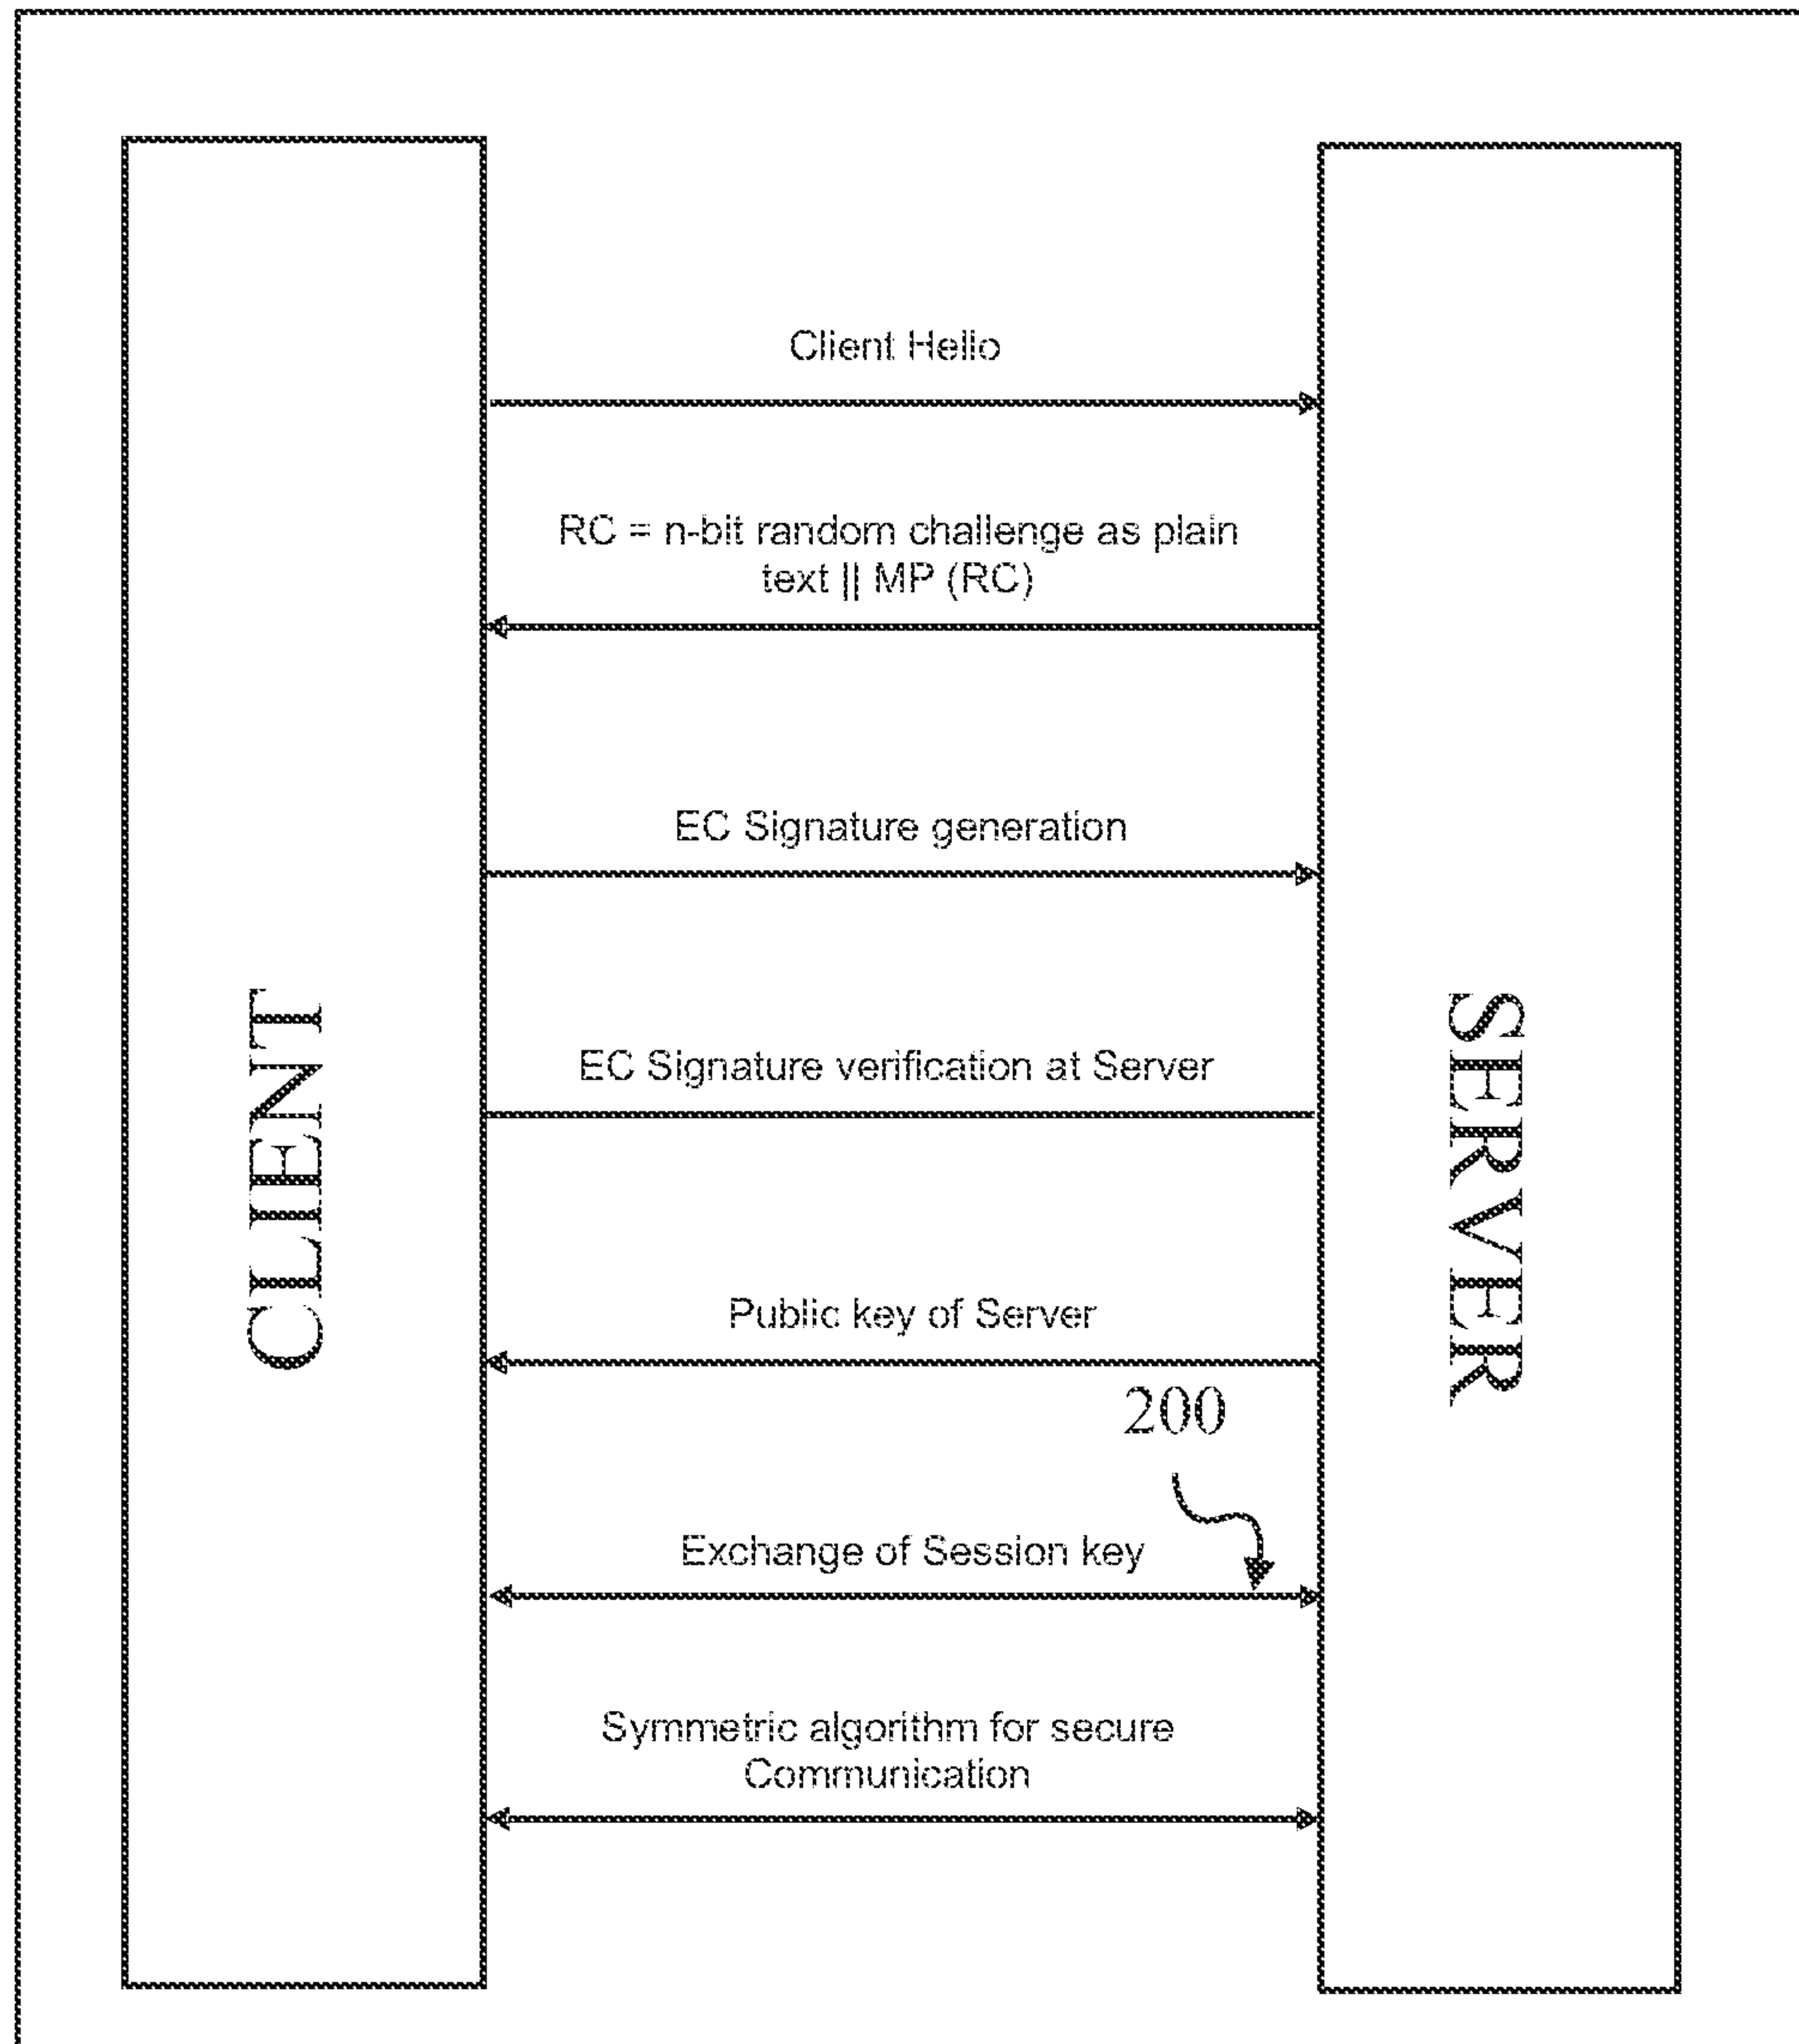 Client Hello
RC = n-bit random challenge as plain
text || MP (RC)
EC Signature generation
EC Signature verification at Server
CLIENT
SERVER
Public key of Server
200
Exchange of Session key
Symmetric algorithm for secure
Communication